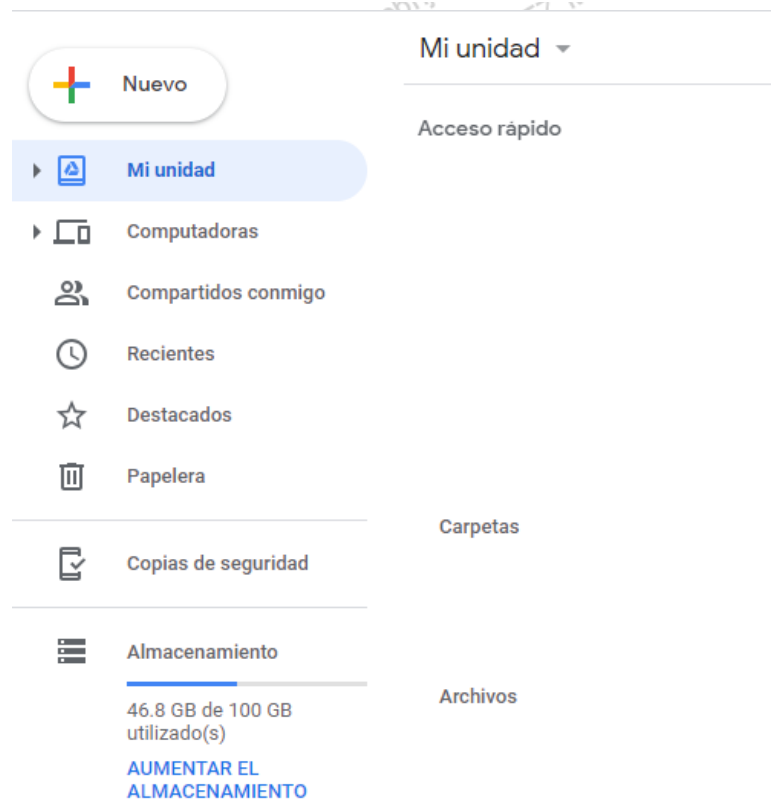 Nuevo
Mi unidad
Computadoras
Compartidos conmigo
Recientes
Destacados
Papelera
Copias de seguridad
Almacenamiento
46.8 GB de 100 GB
utilizado(s)
AUMENTAR EL
ALMACENAMIENTO
Mi unidad
Acceso rápido
Carpetas
Archivos